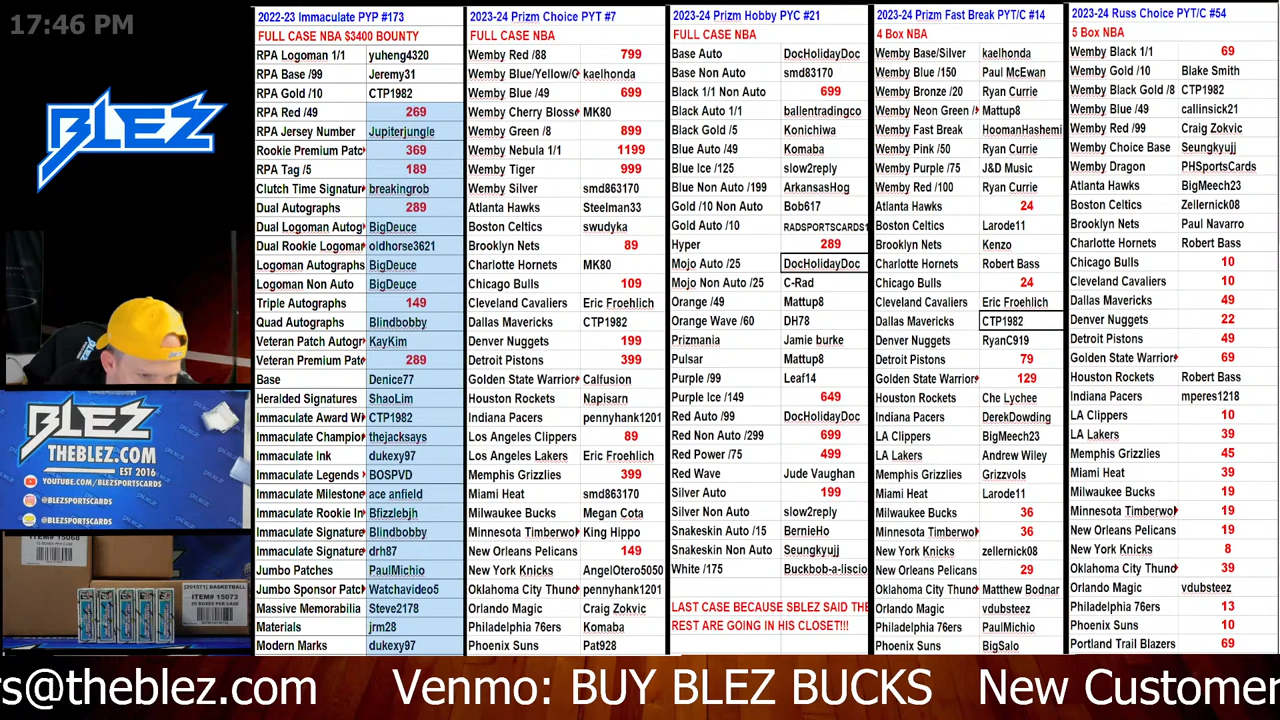 17:46 PM
BLEZ
BLEZ
THEBLEZ.COM
EST 2016
YOUTUBE.COM/BLEZSPORTSCARDS
@BLEZSPORTSCARDS
@BLEZSPORTSCARDS
ITEM# 15073
2022-23 Immaculate PYP #173
FULL CASE NBA $3400 BOUNTY
RPA Logoman 1/1 yuheng4320
RPA Base /99 Jeremy31
RPA Gold /10 CTP1982
RPA Red /49 269
RPA Jersey Number Jupiterjungle
Rookie Premium Patc 369
RPA Tag /5 189
Clutch Time Signatur breakingrob
Dual Autographs 289
Dual Logoman Autog BigDeuce
Dual Rookie Logomar oldhorse3621
Logoman Autographs BigDeuce
Logoman Non Auto BigDeuce
Triple Autographs 149
Quad Autographs Blindbobby
Veteran Patch Autogr KayKim
Veteran Premium Pat 289
Base Denice77
Heralded Signatures ShaoLim
Immaculate Award Wi CTP1982
Immaculate Champio thejacksays
Immaculate Ink dukexy97
Immaculate Legends BOSPVD
Immaculate Milestone ace anfield
Immaculate Rookie In Bfizzlebjh
Immaculate Signature Blindbobby
Immaculate Signature drh87
Jumbo Patches PaulMichio
Jumbo Sponsor Patc Watchavideo5
Massive Memorabilia Steve2178
Materials jrm28
Modern Marks dukexy97
2023-24 Prizm Choice PYT #7
FULL CASE NBA
Wemby Red /88 799
Wemby Blue/Yellow/G kaelhonda
Wemby Blue /49 699
Wemby Cherry Blosso MK80
Wemby Green /8 899
Wemby Nebula 1/1 1199
Wemby Tiger 999
Wemby Silver smd863170
Atlanta Hawks Steelman33
Boston Celtics swudyka
Brooklyn Nets 89
Charlotte Hornets MK80
Chicago Bulls 109
Cleveland Cavaliers Eric Froehlich
Dallas Mavericks CTP1982
Denver Nuggets 199
Detroit Pistons 399
Golden State Warrior Calfusion
Houston Rockets Napisarn
Indiana Pacers pennyhank1201
Los Angeles Clippers 89
Los Angeles Lakers Eric Froehlich
Memphis Grizzlies 399
Miami Heat smd863170
Milwaukee Bucks Megan Cota
Minnesota Timberwo King Hippo
New Orleans Pelicans 149
New York Knicks AngelOtero5050
Oklahoma City Thun pennyhank1201
Orlando Magic Craig Zokvic
Philadelphia 76ers Komaba
Phoenix Suns Pat928
2023-24 Prizm Hobby PYC #21
FULL CASE NBA
Base Auto DocHolidayDoc
Base Non Auto smd83170
Black 1/1 Non Auto 699
Black Auto 1/1 ballentradingco
Black Gold /5 Konichiwa
Blue Auto /49 Komaba
Blue Ice /125 slow2reply
Blue Non Auto /199 ArkansasHog
Gold /10 Non Auto Bob617
Gold Auto /10 RADSPORTSCARDS1
Hyper 289
Mojo Auto /25 DocHolidayDoc
Mojo Non Auto /25 C-Rad
Orange /49 Mattup8
Orange Wave /60 DH78
Prizmania Jamie burke
Pulsar Mattup8
Purple /99 Leaf14
Purple Ice /149 649
Red Auto /99 DocHolidayDoc
Red Non Auto /299 699
Red Power /75 499
Red Wave Jude Vaughan
Silver Auto 199
Silver Non Auto slow2reply
Snakeskin Auto /15 BernieHo
Snakeskin Non Auto Seungkyujj
White /175 Buckbob-a-liscio
LAST CASE BECAUSE SBLEZ SAID THE
REST ARE GOING IN HIS CLOSET!!!
2023-24 Prizm Fast Break PYT/C #14
4 Box NBA
Wemby Base/Silver kaelhonda
Wemby Blue /150 Paul McEwan
Wemby Bronze /20 Ryan Currie
Wemby Neon Green / Mattup8
Wemby Fast Break HoomanHashemi
Wemby Pink /50 Ryan Currie
Wemby Purple /75 J&D Music
Wemby Red /100 Ryan Currie
Atlanta Hawks 24
Boston Celtics Larode11
Brooklyn Nets Kenzo
Charlotte Hornets Robert Bass
Chicago Bulls 24
Cleveland Cavaliers Eric Froehlich
Dallas Mavericks CTP1982
Denver Nuggets RyanC919
Detroit Pistons 79
Golden State Warrior 129
Houston Rockets Che Lychee
Indiana Pacers DerekDowding
LA Clippers BigMeech23
LA Lakers Andrew Wiley
Memphis Grizzlies Grizzvols
Miami Heat Larode11
Milwaukee Bucks 36
Minnesota Timberwo 36
New York Knicks zellernick08
New Orleans Pelicans 29
Oklahoma City Thun Matthew Bodnar
Orlando Magic vdubsteez
Philadelphia 76ers PaulMichio
Phoenix Suns BigSalo
2023-24 Russ Choice PYT/C #54
5 Box NBA
Wemby Black 1/1 69
Wemby Gold /10 Blake Smith
Wemby Black Gold /8 CTP1982
Wemby Blue /49 callinsick21
Wemby Red /99 Craig Zokvic
Wemby Choice Base Seungkyujj
Wemby Dragon PHSportsCards
Atlanta Hawks BigMeech23
Boston Celtics Zellernick08
Brooklyn Nets Paul Navarro
Charlotte Hornets Robert Bass
Chicago Bulls 10
Cleveland Cavaliers 10
Dallas Mavericks 49
Denver Nuggets 22
Detroit Pistons 49
Golden State Warrior 69
Houston Rockets Robert Bass
Indiana Pacers mperes1218
LA Clippers 10
LA Lakers 39
Memphis Grizzlies 45
Miami Heat 39
Milwaukee Bucks 19
Minnesota Timberwo 19
New Orleans Pelicans 19
New York Knicks 8
Oklahoma City Thun 39
Orlando Magic vdubsteez
Philadelphia 76ers 13
Phoenix Suns 10
Portland Trail Blazers 69
rs@theblez.com Venmo: BUY BLEZ BUCKS New Customer